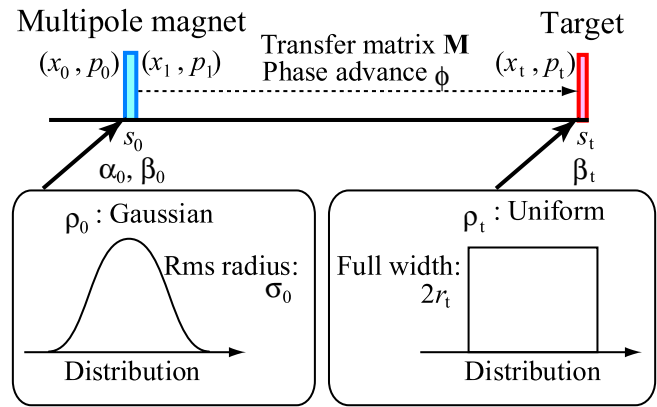 Multipole magnet
Target
(x₀ , p₀)
(x₁ , p₁)
Transfer matrix M
Phase advance ϕ
(xₜ , pₜ)
s₀
sₜ
α₀, β₀
βₜ
ρ₀ : Gaussian
Rms radius:
σ₀
Distribution
ρₜ : Uniform
Full width:
2rₜ
Distribution